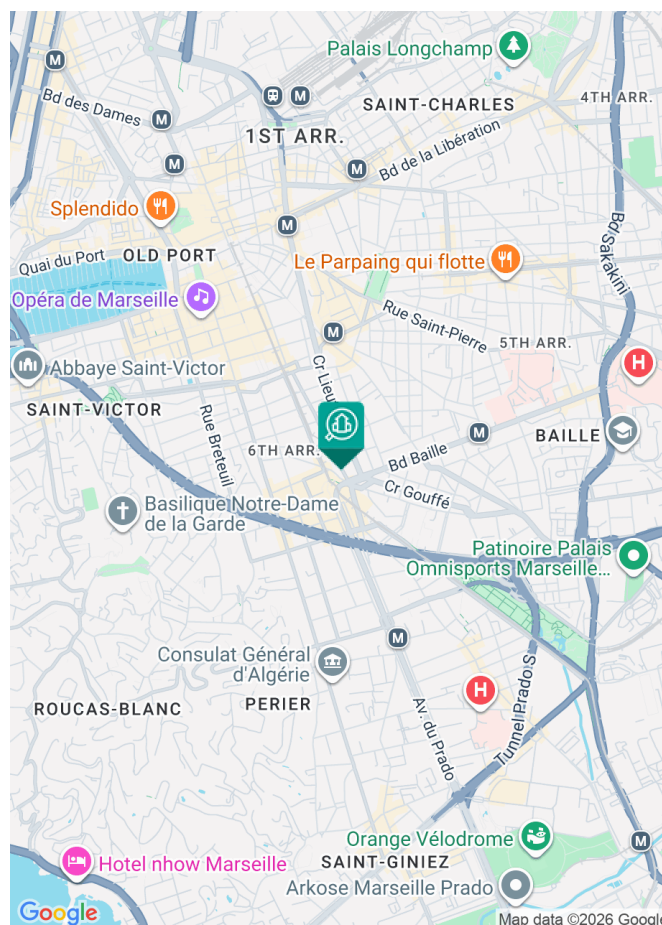 Palais Longchamp
M
Bd des Dames
M
M
SAINT-CHARLES
4TH ARR.
1ST ARR.
Bd de la Libération
M
M
Splendido
Bd Sakakini
M
Quai du Port
OLD PORT
Le Parpaing qui flotte
Opéra de Marseille
Rue Saint-Pierre
M
5TH ARR.
Abbaye Saint-Victor
H
Cr Lieu
SAINT-VICTOR
Rue Breteuil
6TH ARR.
M
BAILLE
Bd Baille
Cr Gouffé
Basilique Notre-Dame
de la Garde
Patinoire Palais
Omnisports Marseille...
M
Consulat Général
d'Algérie
H
ROUCAS-BLANC
PERIER
Av. du Prado
Tunnel Prado S
Orange Vélodrome
M
Hotel nhow Marseille
SAINT-GINIEZ
Arkose Marseille Prado
Google
Map data ©2026 Google